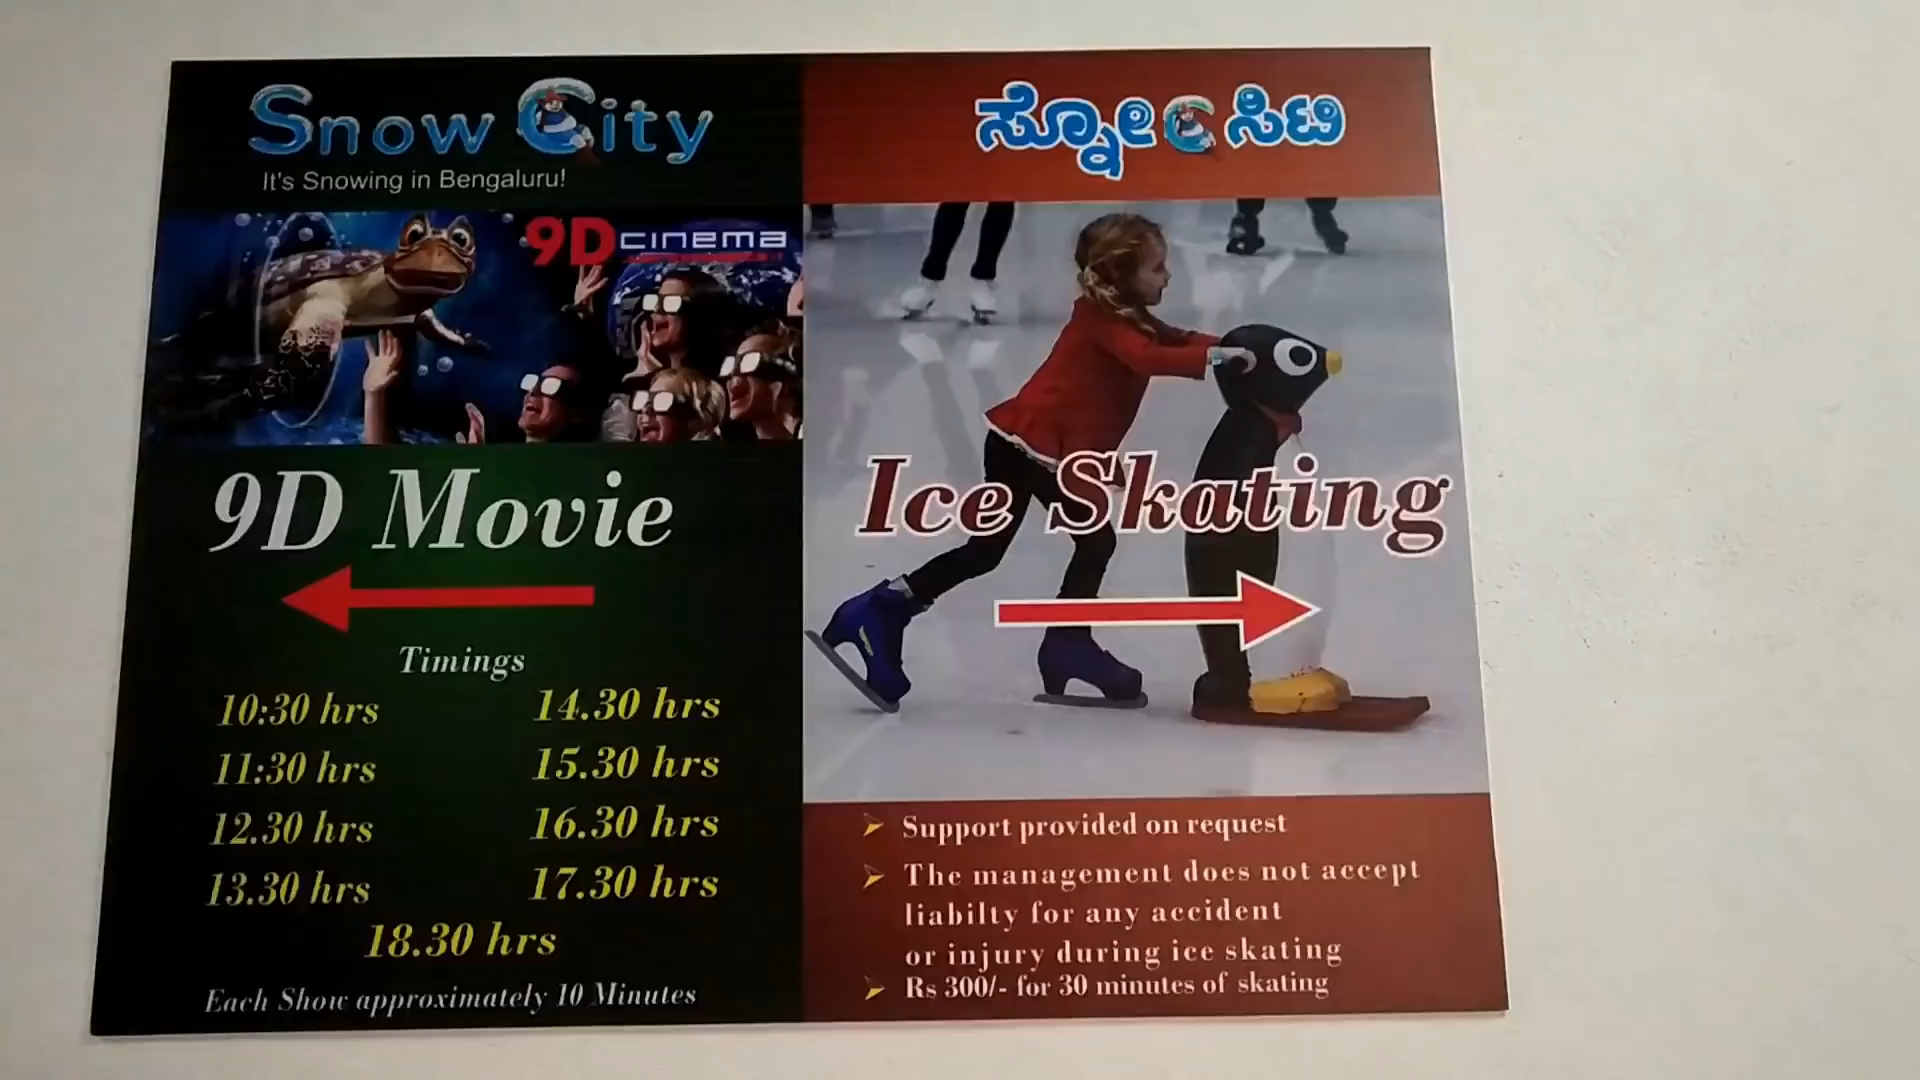 Snow City
It's Snowing in Bengaluru!
9D cinema
9D Movie
Timings
10:30 hrs
14.30 hrs
11:30 hrs
15.30 hrs
12.30 hrs
16.30 hrs
13.30 hrs
17.30 hrs
18.30 hrs
Each Show approximately 10 Minutes
ಸ್ನೋ ಸಿಟಿ
Ice Skating
➢ Support provided on request
➢ The management does not accept
liabilty for any accident
or injury during ice skating
➢ Rs 300/- for 30 minutes of skating